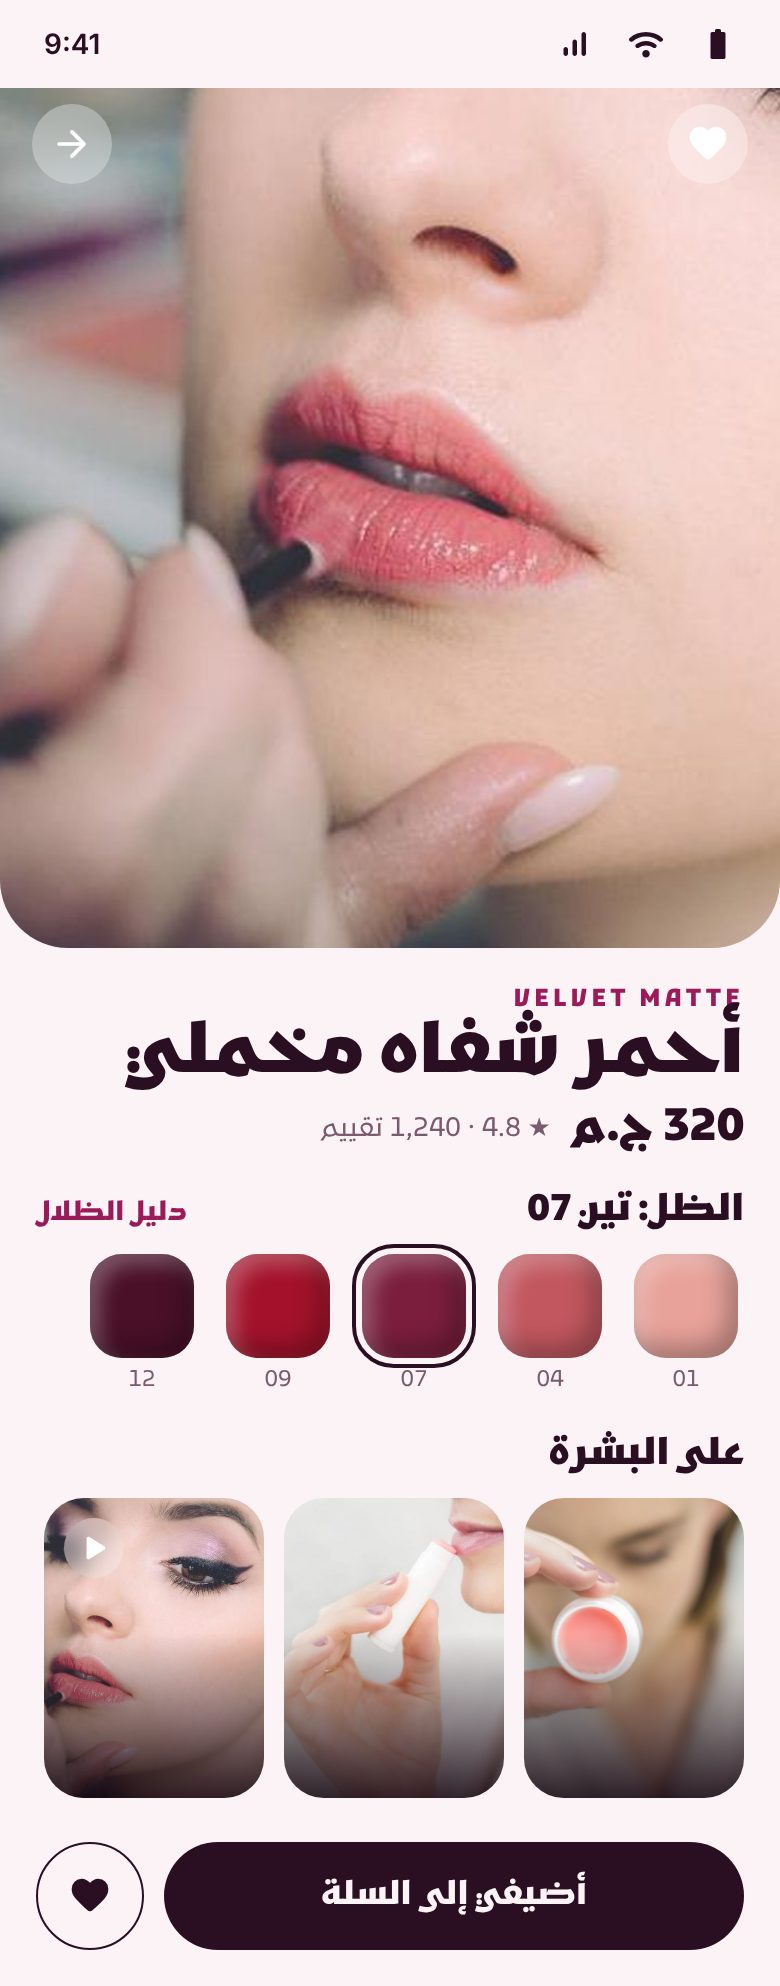 9:41
VELVET MATTE
أحمر شفاه مخملي
320 ج.م ★ 4.8 · 1,240 تقييم
الظل: تين 07
دليل الظلال
01 04 07 09 12
على البشرة
أضيفي إلى السلة